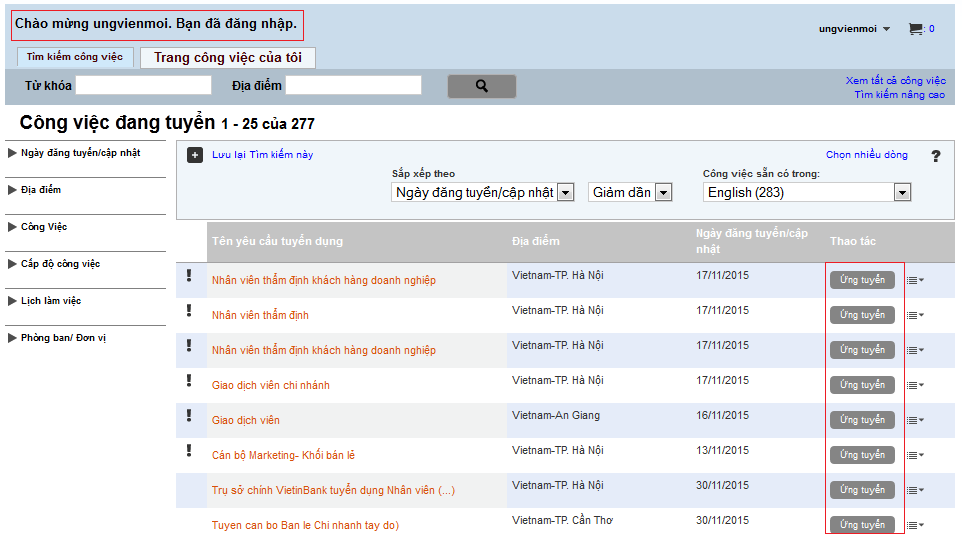 Chào mừng ungvienmoi. Bạn đã đăng nhập.
ungvienmoi
: 0
Tìm kiếm công việc
Trang công việc của tôi
Từ khóa
Địa điểm
Xem tất cả công việc
Tìm kiếm nâng cao
Công việc đang tuyển 1 - 25 của 277
Ngày đăng tuyển/cập nhật
Địa điểm
Công Việc
Cấp độ công việc
Lịch làm việc
Phòng ban/ Đơn vị
+ Lưu lại Tìm kiếm này
Chọn nhiều dòng ?
Sắp xếp theo
Công việc sẵn có trong:
Ngày đăng tuyển/cập nhật Giảm dần English (283)
Tên yêu cầu tuyển dụng Địa điểm Ngày đăng tuyển/cập nhật Thao tác
! Nhân viên thẩm định khách hàng doanh nghiệp Vietnam-TP. Hà Nội 17/11/2015 Ứng tuyển
! Nhân viên thẩm định Vietnam-TP. Hà Nội 17/11/2015 Ứng tuyển
! Nhân viên thẩm định khách hàng doanh nghiệp Vietnam-TP. Hà Nội 17/11/2015 Ứng tuyển
! Giao dịch viên chi nhánh Vietnam-TP. Hà Nội 17/11/2015 Ứng tuyển
! Giao dịch viên Vietnam-An Giang 16/11/2015 Ứng tuyển
! Cán bộ Marketing- Khối bán lẻ Vietnam-TP. Hà Nội 13/11/2015 Ứng tuyển
Trụ sở chính VietinBank tuyển dụng Nhân viên (...) Vietnam-TP. Hà Nội 30/11/2015 Ứng tuyển
Tuyen can bo Ban le Chi nhanh tay do) Vietnam-TP. Cần Thơ 30/11/2015 Ứng tuyển